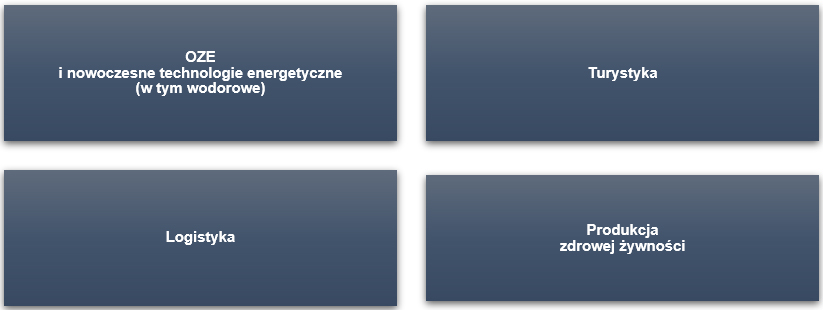 OZE
i nowoczesne technologie energetyczne
(w tym wodorowe)
Turystyka
Logistyka
Produkcja
zdrowej żywności